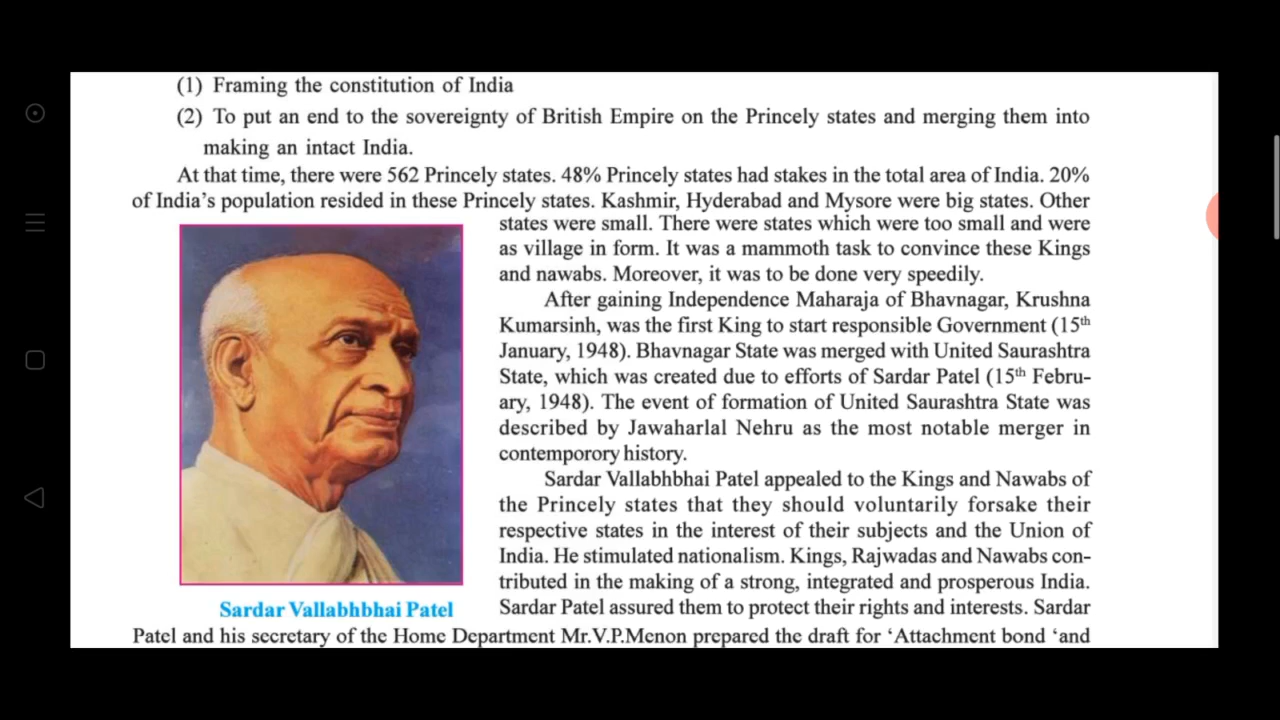 (1) Framing the constitution of India
(2) To put an end to the sovereignty of British Empire on the Princely states and merging them into
making an intact India.
At that time, there were 562 Princely states. 48% Princely states had stakes in the total area of India. 20%
of India's population resided in these Princely states. Kashmir, Hyderabad and Mysore were big states. Other
states were small. There were states which were too small and were
as village in form. It was a mammoth task to convince these Kings
and nawabs. Moreover, it was to be done very speedily.
After gaining Independence Maharaja of Bhavnagar, Krushna
Kumarsinh, was the first King to start responsible Government (15th
January, 1948). Bhavnagar State was merged with United Saurashtra
State, which was created due to efforts of Sardar Patel (15th Febru-
ary, 1948). The event of formation of United Saurashtra State was
described by Jawaharlal Nehru as the most notable merger in
contemporory history.
Sardar Vallabhbhai Patel appealed to the Kings and Nawabs of
the Princely states that they should voluntarily forsake their
respective states in the interest of their subjects and the Union of
India. He stimulated nationalism. Kings, Rajwadas and Nawabs con-
tributed in the making of a strong, integrated and prosperous India.
Sardar Patel assured them to protect their rights and interests. Sardar
Sardar Vallabhbhai Patel
Patel and his secretary of the Home Department Mr.V.P.Menon prepared the draft for 'Attachment bond 'and